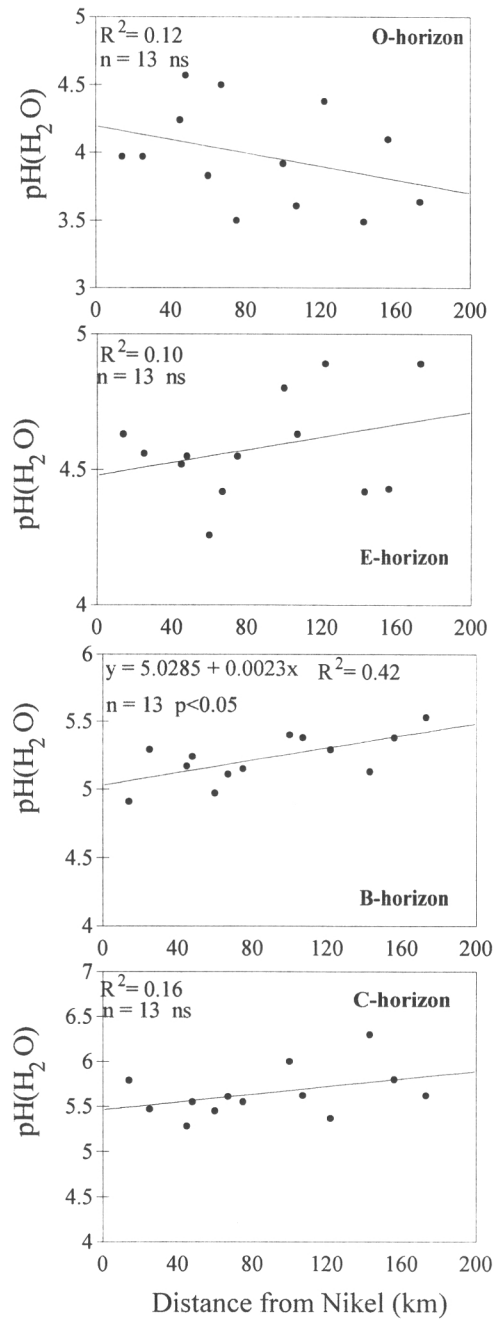 R²= 0.12
O-horizon
n = 13 ns
5
4.5
4
3.5
3
pH(H₂O)
0 40 80 120 160 200
R²= 0.10
n = 13 ns
5
4.5
4
pH(H₂O)
E-horizon
0 40 80 120 160 200
y = 5.0285 + 0.0023x R²= 0.42
n = 13 p<0.05
6
5.5
5
4.5
4
pH(H₂O)
B-horizon
0 40 80 120 160 200
R²= 0.16
C-horizon
n = 13 ns
7
6.5
6
5.5
5
4.5
4
pH(H₂O)
0 40 80 120 160 200
Distance from Nikel (km)